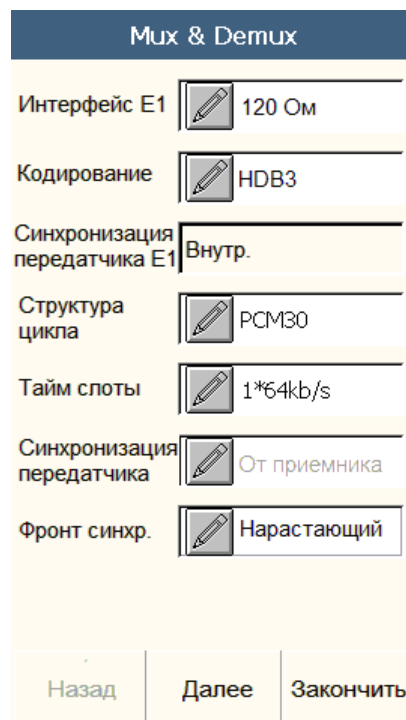 Mux & Demux
Интерфейс E1 120 Ом
Кодирование HDB3
Синхронизация
передатчика E1 Внутр.
Структура
цикла PCM30
Тайм слоты 1*64kb/s
Синхронизация
передатчика От приемника
Фронт синхр. Нарастающий
Назад Далее Закончить